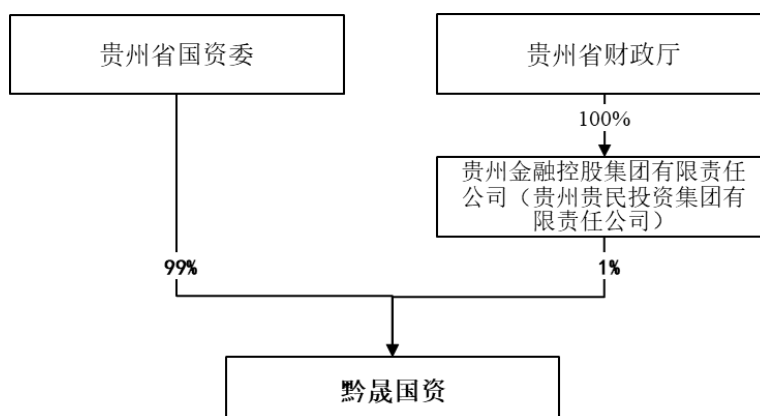 贵州省国资委
贵州省财政厅
100%
贵州金融控股集团有限责任
公司（贵州贵民投资集团有
限责任公司）
99%
1%
黔晟国资